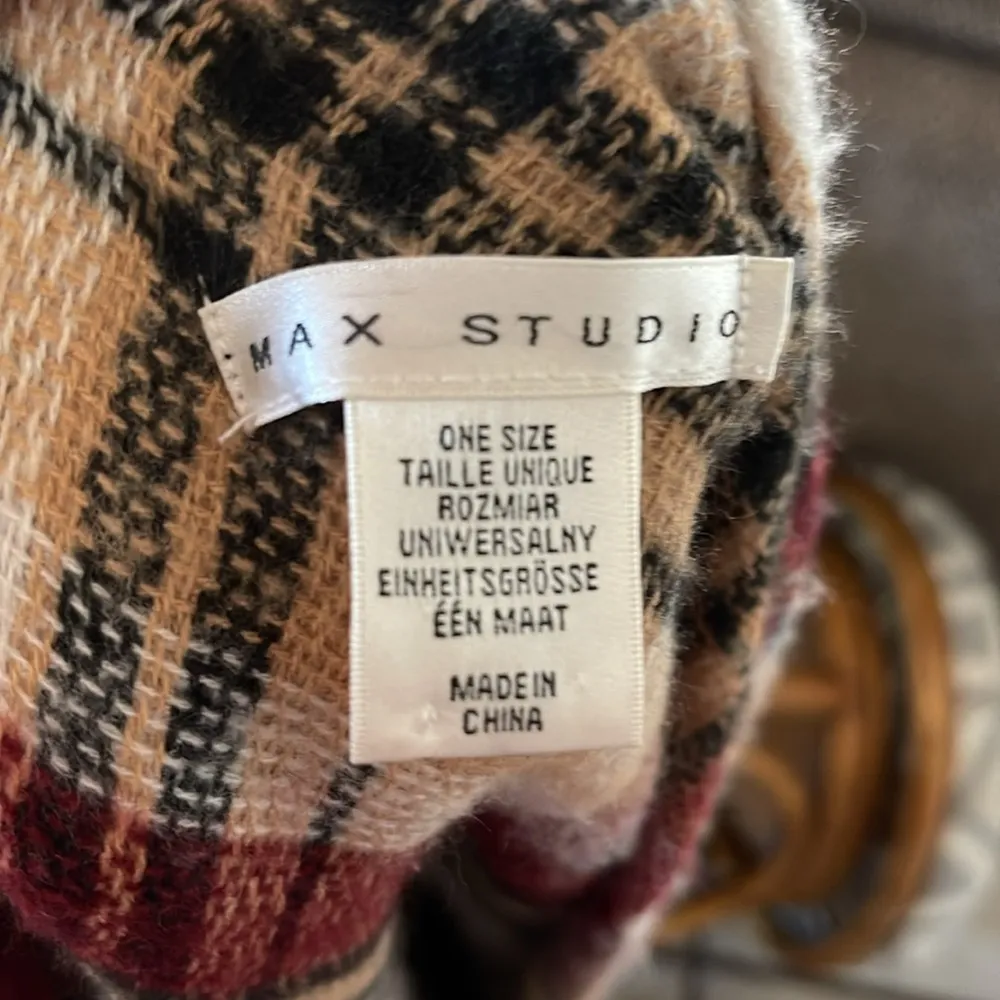 MAX STUDIO
ONE SIZE
TAILLE UNIQUE
ROZMIAR
UNIWERSALNY
EINHEITSGRÖSSE
ÉÉN MAAT
MADE IN
CHINA